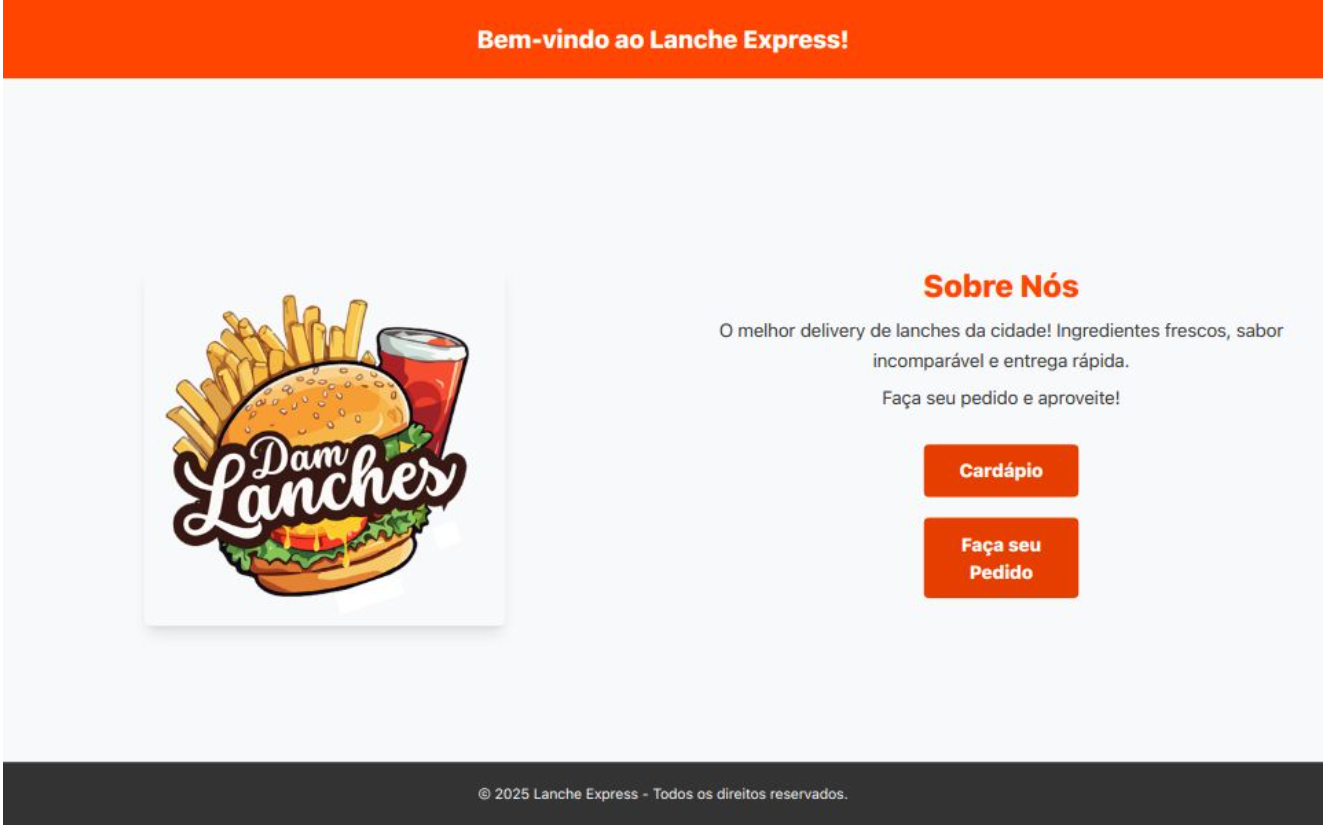 Bem-vindo ao Lanche Express!
Dam
Lanches
Sobre Nós
O melhor delivery de lanches da cidade! Ingredientes frescos, sabor
incomparável e entrega rápida.
Faça seu pedido e aproveite!
Cardápio
Faça seu
Pedido
© 2025 Lanche Express - Todos os direitos reservados.